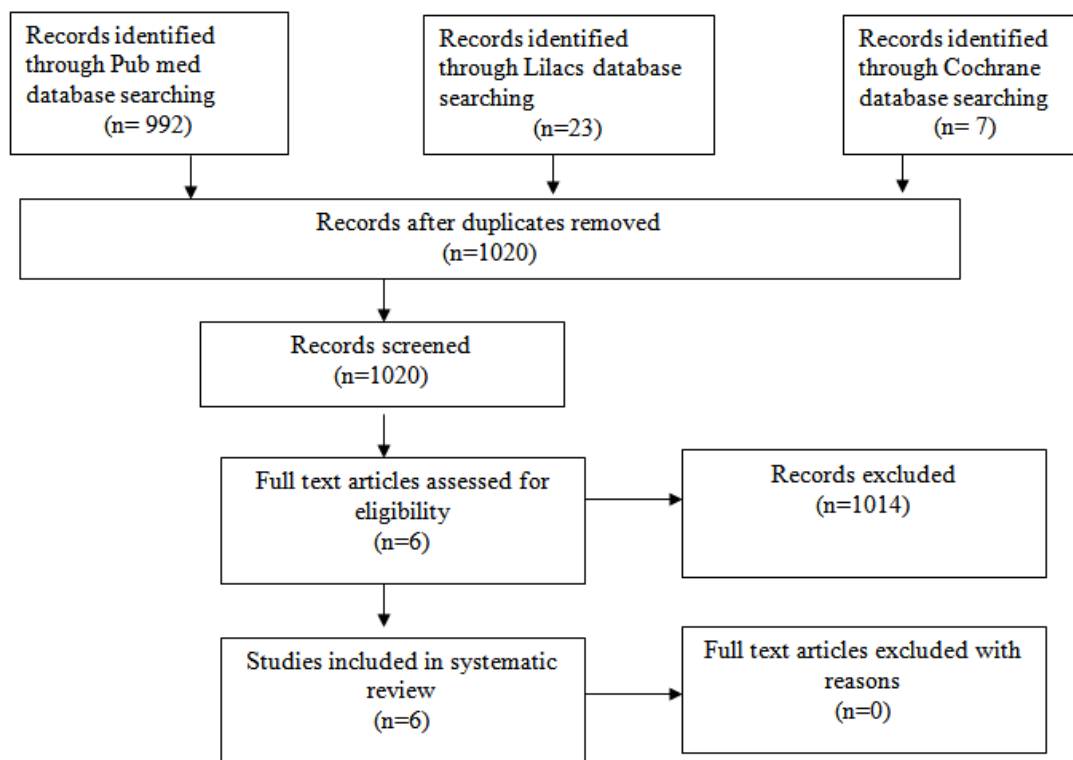 Records identified
through Pub med
database searching
(n= 992)
Records identified
through Lilacs database
searching
(n=23)
Records identified
through Cochrane
database searching
(n= 7)
Records after duplicates removed
(n=1020)
Records screened
(n=1020)
Full text articles assessed for
eligibility
(n=6)
Records excluded
(n=1014)
Studies included in systematic
review
(n=6)
Full text articles excluded with
reasons
(n=0)